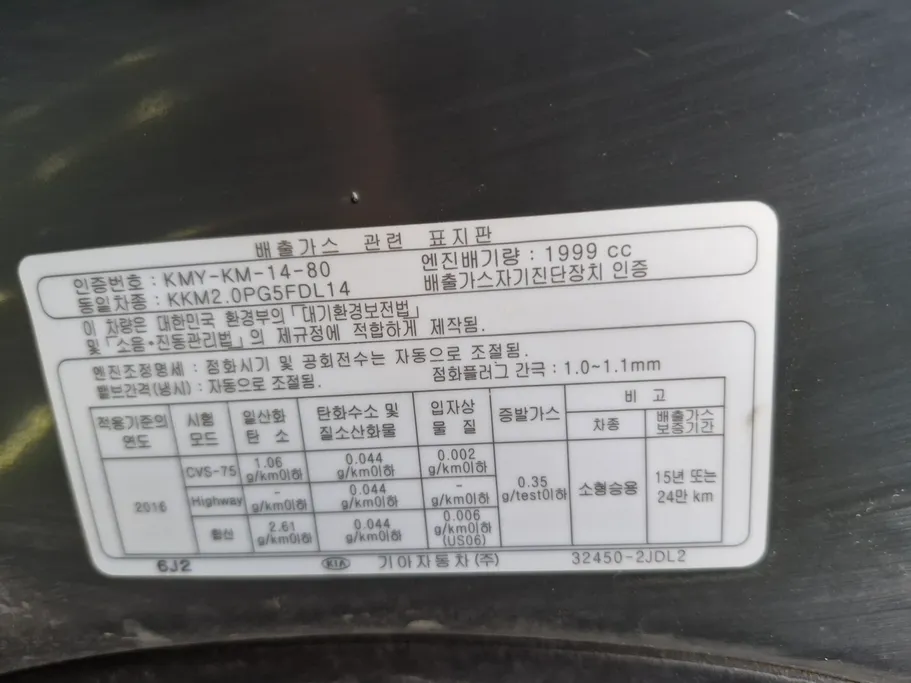 배출가스 관련 표지판
인증번호 : KMY-KM-14-80 엔진배기량 : 1999 cc
동일차종 : KKM2.0PG5FDL14 배출가스자기진단장치 인증
이 차량은 대한민국 환경부의 「대기환경보전법」
및 「소음·진동관리법」의 제규정에 적합하게 제작됨.
엔진조정명세 : 점화시기 및 공회전수는 자동으로 조절됨.
밸브간격(냉시) : 자동으로 조절됨. 점화플러그 간극 : 1.0~1.1mm
적용기준의 연도 시험 모드 일산화 탄소 탄화수소 및 질소산화물 입자상 물질 증발가스 비고
차종 배출가스 보증기간
2016 CVS-75 1.06 g/km이하 0.044 g/km이하 0.002 g/km이하 0.35 g/test이하 소형승용 15년 또는 24만 km
Highway - g/km이하 0.044 g/km이하 - g/km이하
합산 2.61 g/km이하 0.044 g/km이하 0.006 g/km이하 (US06)
6J2 KIA 기아자동차(주) 32450-2JDL2